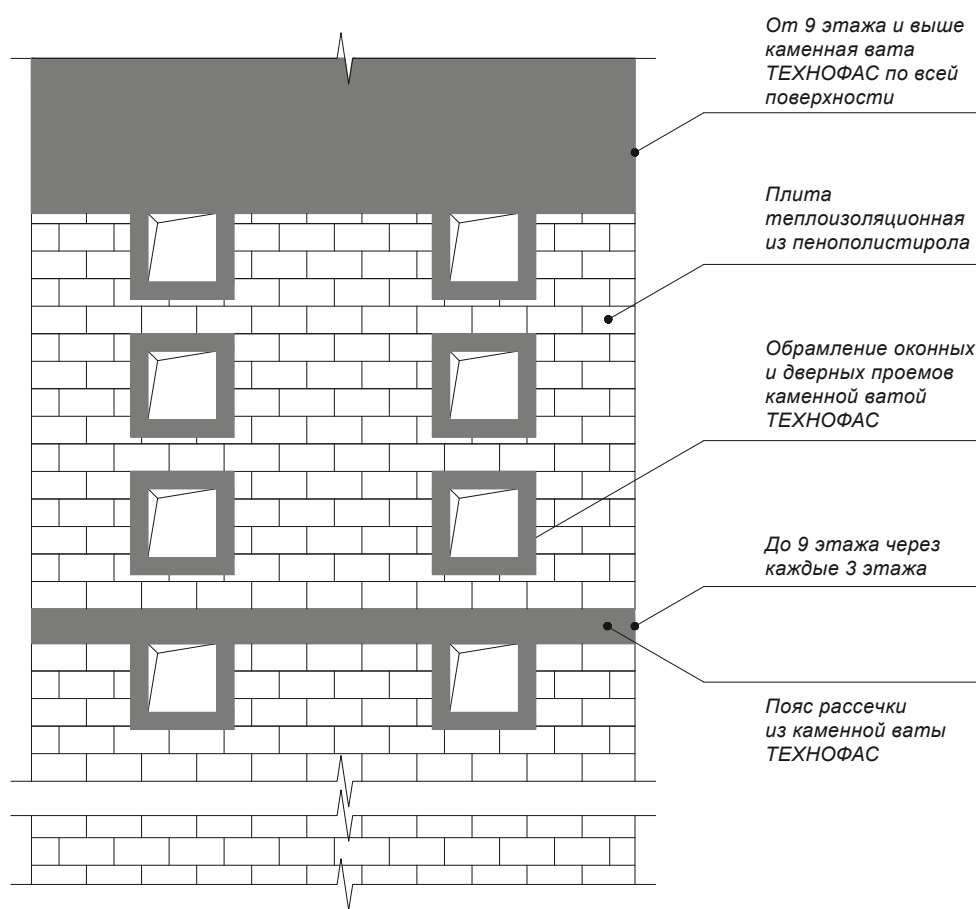 От 9 этажа и выше
каменная вата
ТЕХНОФАС по всей
поверхности
Плита
теплоизоляционная
из пенополистирола
Обрамление оконных
и дверных проемов
каменной ватой
ТЕХНОФАС
До 9 этажа через
каждые 3 этажа
Пояс рассечки
из каменной ваты
ТЕХНОФАС